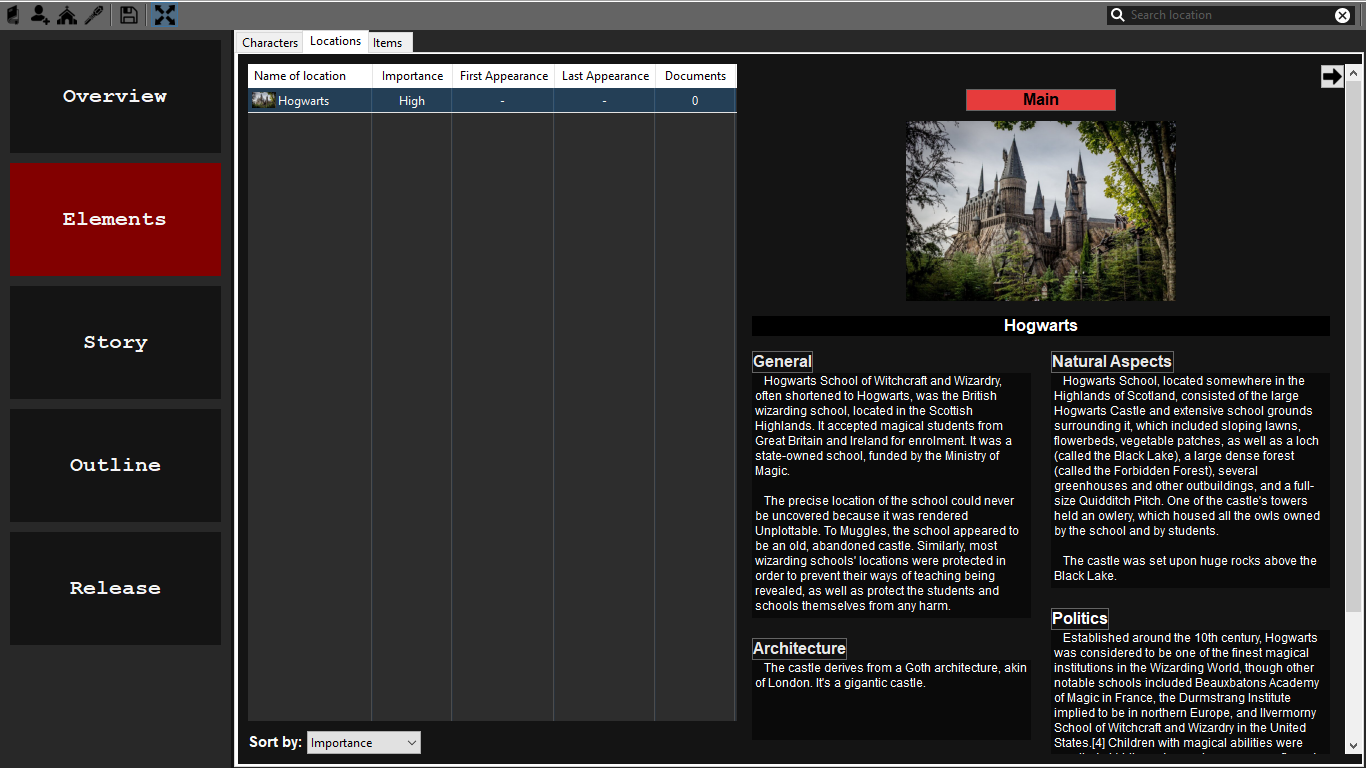 Search location
Overview
Elements
Story
Outline
Release
Characters Locations Items
Name of location Importance First Appearance Last Appearance Documents
Hogwarts High - - 0
Sort by: Importance
Main
Hogwarts
General
Hogwarts School of Witchcraft and Wizardry,
often shortened to Hogwarts, was the British
wizarding school, located in the Scottish
Highlands. It accepted magical students from
Great Britain and Ireland for enrolment. It was a
state-owned school, funded by the Ministry of
Magic.
The precise location of the school could never
be uncovered because it was rendered
Unplottable. To Muggles, the school appeared to
be an old, abandoned castle. Similarly, most
wizarding schools' locations were protected in
order to prevent their ways of teaching being
revealed, as well as protect the students and
schools themselves from any harm.
Architecture
The castle derives from a Goth architecture, akin
of London. It's a gigantic castle.
Natural Aspects
Hogwarts School, located somewhere in the
Highlands of Scotland, consisted of the large
Hogwarts Castle and extensive school grounds
surrounding it, which included sloping lawns,
flowerbeds, vegetable patches, as well as a loch
(called the Black Lake), a large dense forest
(called the Forbidden Forest), several
greenhouses and other outbuildings, and a full-
size Quidditch Pitch. One of the castle's towers
held an owlery, which housed all the owls owned
by the school and by students.
The castle was set upon huge rocks above the
Black Lake.
Politics
Established around the 10th century, Hogwarts
was considered to be one of the finest magical
institutions in the Wizarding World, though other
notable schools included Beauxbatons Academy
of Magic in France, the Durmstrang Institute
implied to be in northern Europe, and Ilvermorny
School of Witchcraft and Wizardry in the United
States.[4] Children with magical abilities were